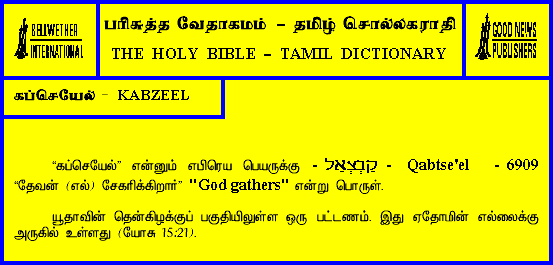 BELLWETHER
INTERNATIONAL
பரிசுத்த வேதாகமம் - தமிழ் சொல்லகராதி
THE HOLY BIBLE - TAMIL DICTIONARY
GOOD NEWS
PUBLISHERS
கப்செயேல் - KABZEEL
“கப்செயேல்” என்னும் எபிரெய பெயருக்கு - קַבְצְאֵל - Qabtse'el - 6909
“தேவன் (எல்) சேகரிக்கிறார்” "God gathers" என்று பொருள்.
யூதாவின் தென்கிழக்குப் பகுதியிலுள்ள ஒரு பட்டணம். இது ஏதோமின் எல்லைக்கு
அருகில் உள்ளது (யோசு 15:21).